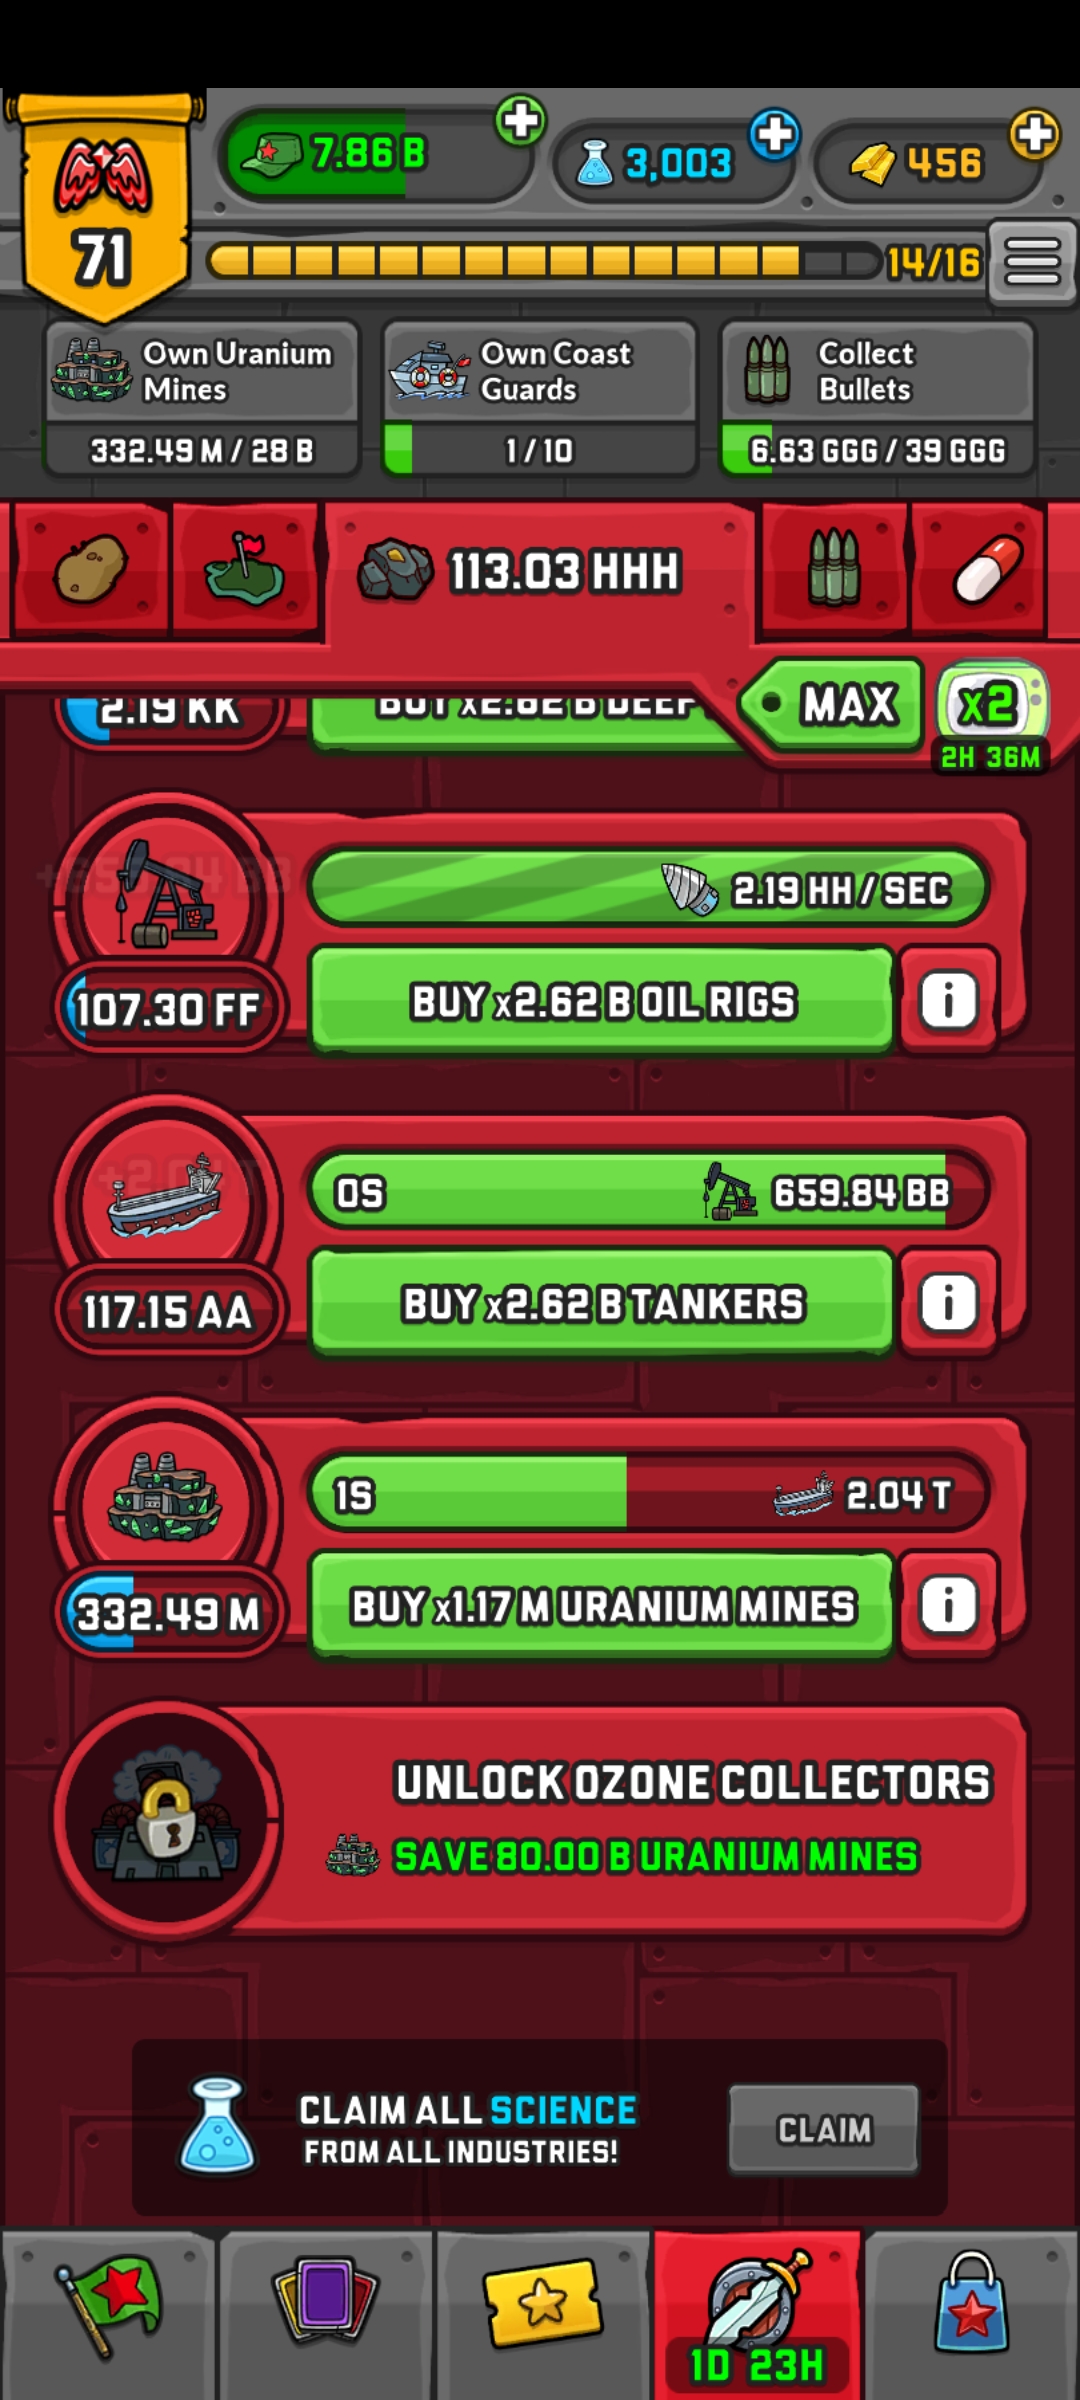 7.86 B
3,003
456
71
14/16
Own Uranium
Mines
332.49 M / 28 B
Own Coast
Guards
1 / 10
Collect
Bullets
6.63 GGG / 39 GGG
113.03 HHH
MAX
x2
2H 36M
2.19 KK
BUY x2.62 B DEEP
2.19 HH / SEC
107.30 FF
BUY x2.62 B OIL RIGS
i
0S
659.84 BB
117.15 AA
BUY x2.62 B TANKERS
i
1S
2.04 T
332.49 M
BUY x1.17 M URANIUM MINES
i
UNLOCK OZONE COLLECTORS
SAVE 80.00 B URANIUM MINES
CLAIM ALL SCIENCE
FROM ALL INDUSTRIES!
CLAIM
1D 23H